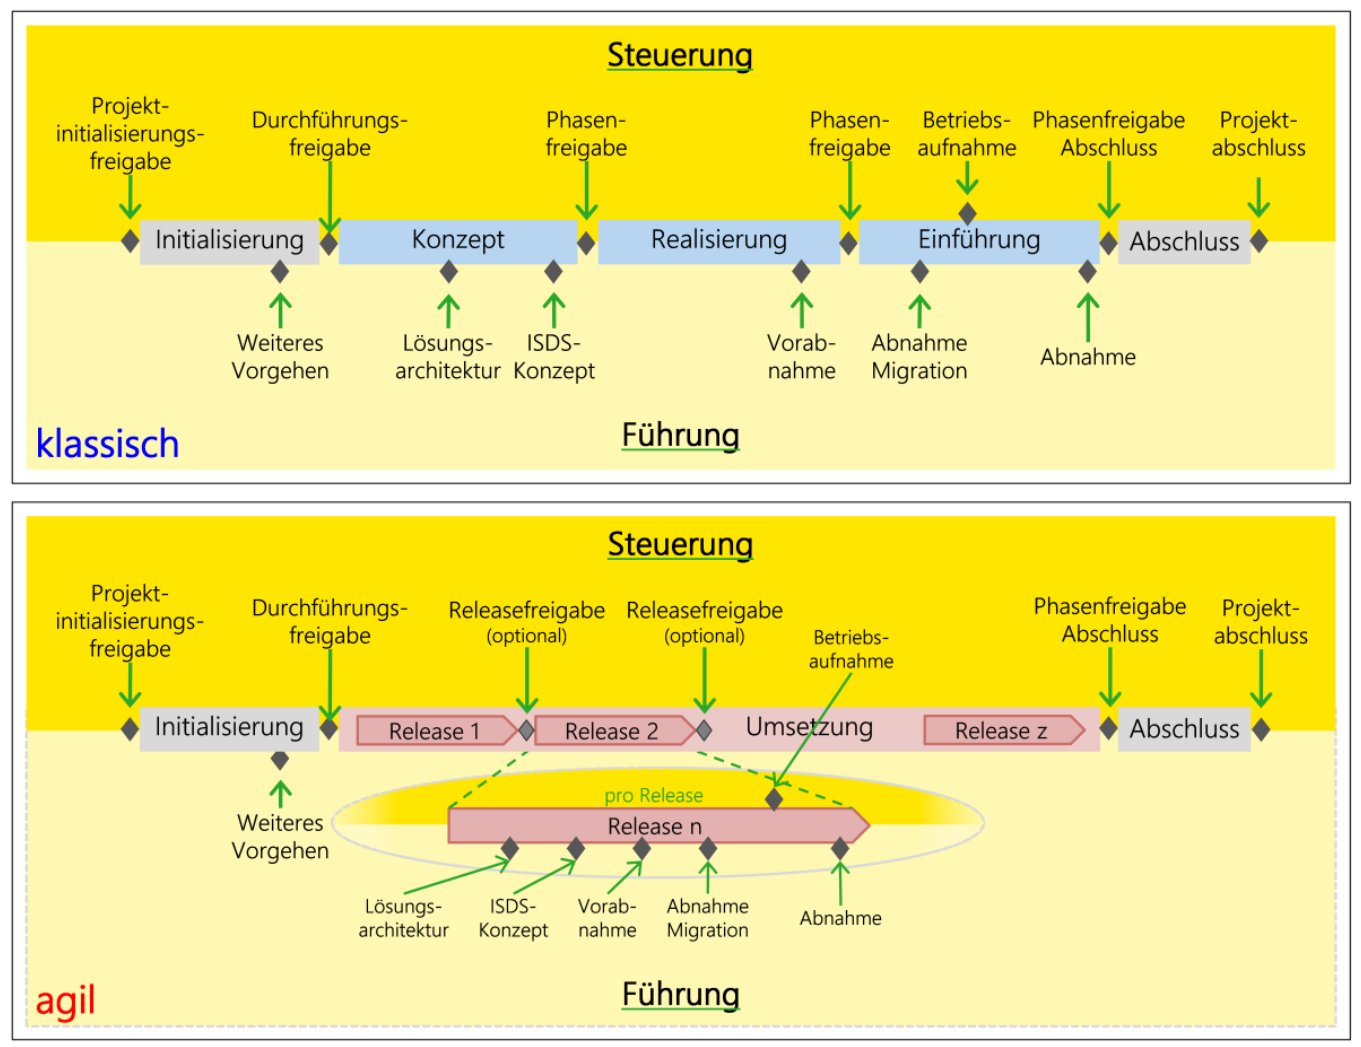 Steuerung
Projekt-
initialisierungs-
freigabe
Durchführungs-
freigabe
Phasen-
freigabe
Phasen-
freigabe
Betriebs-
aufnahme
Phasenfreigabe
Abschluss
Projekt-
abschluss
Initialisierung
Konzept
Realisierung
Einführung
Abschluss
Weiteres
Vorgehen
Lösungs-
architektur
ISDS-
Konzept
Vorab-
nahme
Abnahme
Migration
Abnahme
klassisch
Führung
Steuerung
Projekt-
initialisierungs-
freigabe
Durchführungs-
freigabe
Releasefreigabe
(optional)
Releasefreigabe
(optional)
Betriebs-
aufnahme
Phasenfreigabe
Abschluss
Projekt-
abschluss
Initialisierung
Release 1
Release 2
Umsetzung
Release z
Abschluss
Weiteres
Vorgehen
pro Release
Release n
Lösungs-
architektur
ISDS-
Konzept
Vorab-
nahme
Abnahme
Migration
Abnahme
agil
Führung